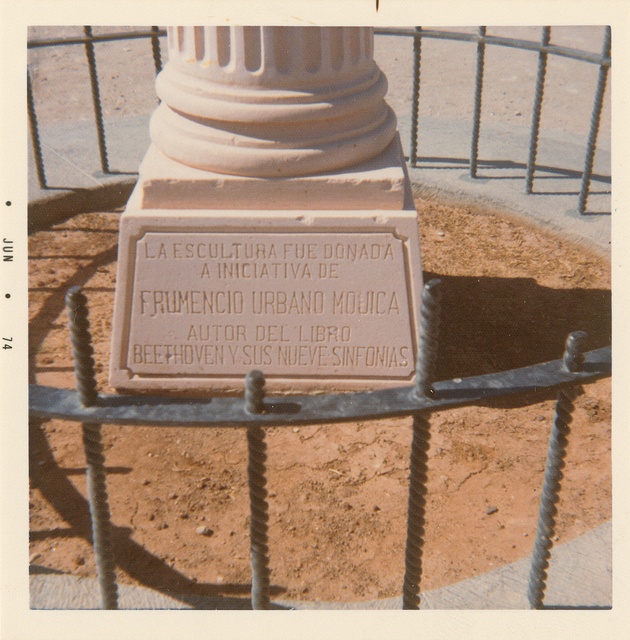 LA ESCULTURA FUE DONADA
A INICIATIVA DE
FRUMENCIO URBANO MOJICA
AUTOR DEL LIBRO
BEETHOVEN Y SUS NUEVE SINFONIAS
• JUN • 74